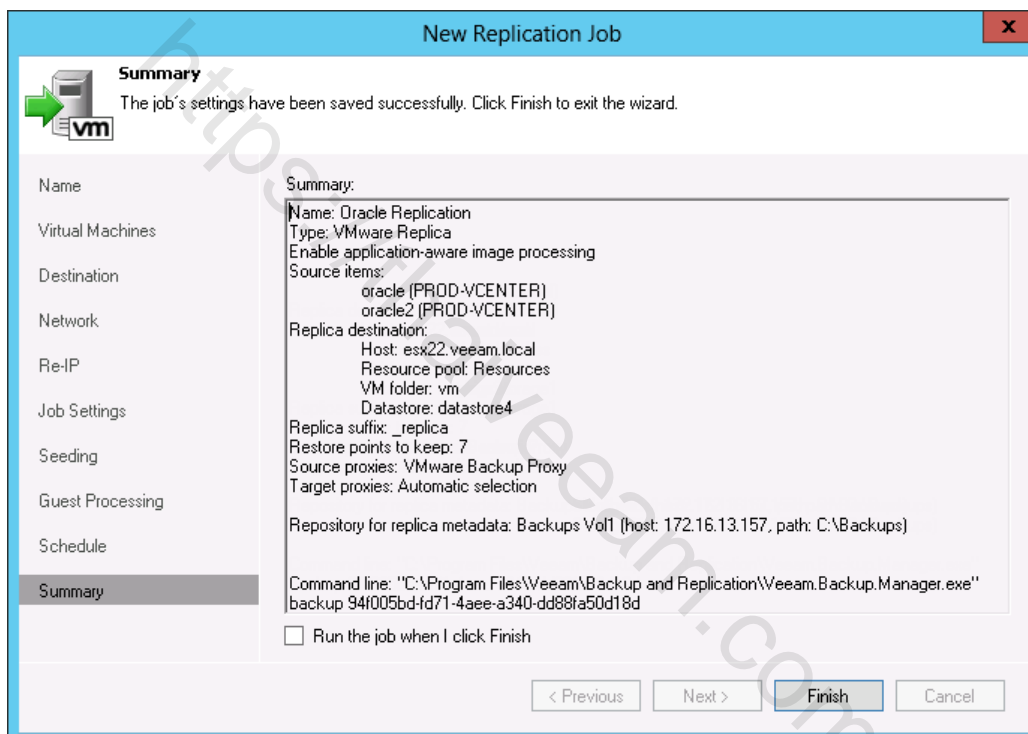 New Replication Job
x
Summary
The job's settings have been saved successfully. Click Finish to exit the wizard.
vm
Name
Virtual Machines
Destination
Network
Re-IP
Job Settings
Seeding
Guest Processing
Schedule
Summary
Summary:
Name: Oracle Replication
Type: VMware Replica
Enable application-aware image processing
Source items:
oracle (PROD-VCENTER)
oracle2 (PROD-VCENTER)
Replica destination:
Host: esx22.veeam.local
Resource pool: Resources
VM folder: vm
Datastore: datastore4
Replica suffix: _replica
Restore points to keep: 7
Source proxies: VMware Backup Proxy
Target proxies: Automatic selection
Repository for replica metadata: Backups Vol1 (host: 172.16.13.157, path: C:\Backups)
Command line: "C:\Program Files\Veeam\Backup and Replication\Veeam.Backup.Manager.exe"
backup 94f005bd-fd71-4aee-a340-dd88fa50d18d
Run the job when I click Finish
< Previous
Next >
Finish
Cancel
https://thaiveeam.com